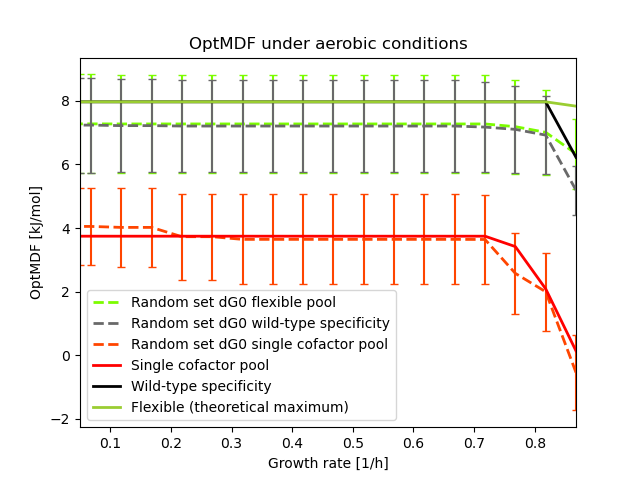 OptMDF under aerobic conditions
OptMDF [kJ/mol]
8
6
4
2
0
−2
Random set dG0 flexible pool
Random set dG0 wild-type specificity
Random set dG0 single cofactor pool
Single cofactor pool
Wild-type specificity
Flexible (theoretical maximum)
0.1 0.2 0.3 0.4 0.5 0.6 0.7 0.8
Growth rate [1/h]